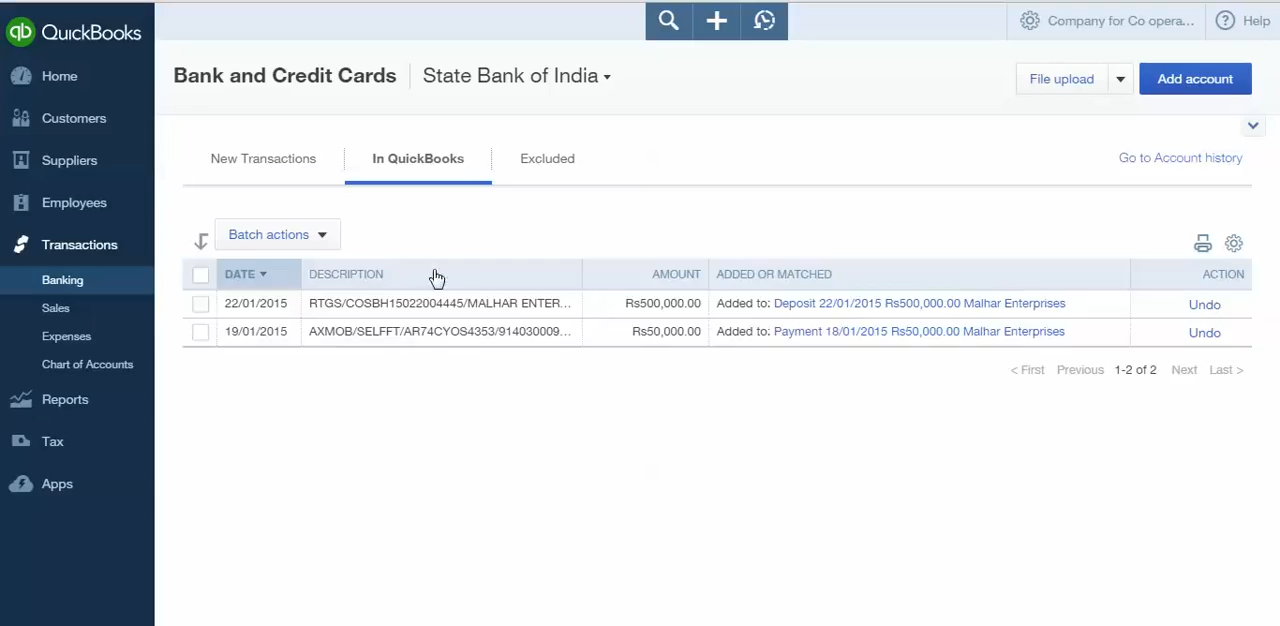 qb QuickBooks
Company for Co opera...
Help
Home
Customers
Suppliers
Employees
Transactions
Banking
Sales
Expenses
Chart of Accounts
Reports
Tax
Apps
Bank and Credit Cards State Bank of India
File upload
Add account
New Transactions In QuickBooks Excluded
Go to Account history
Batch actions
DATE DESCRIPTION AMOUNT ADDED OR MATCHED ACTION
22/01/2015 RTGS/COSBH15022004445/MALHAR ENTER... Rs500,000.00 Added to: Deposit 22/01/2015 Rs500,000.00 Malhar Enterprises Undo
19/01/2015 AXMOB/SELFFT/AR74CYOS4353/914030009... Rs50,000.00 Added to: Payment 18/01/2015 Rs50,000.00 Malhar Enterprises Undo
< First Previous 1-2 of 2 Next Last >